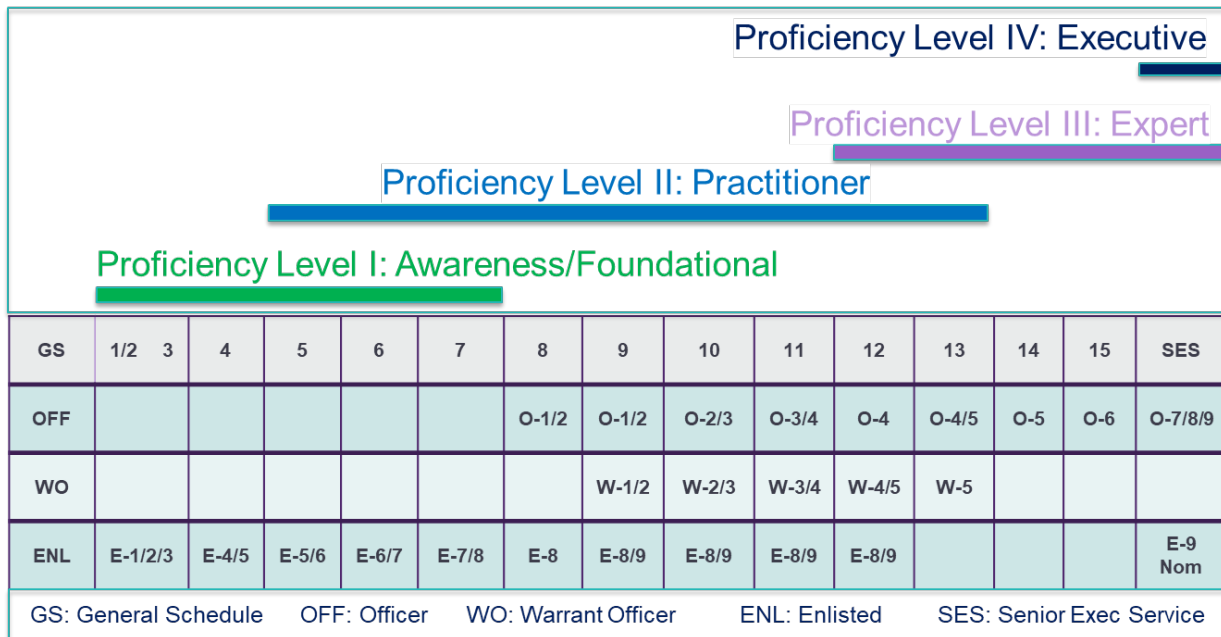 Proficiency Level IV: Executive
Proficiency Level III: Expert
Proficiency Level II: Practitioner
Proficiency Level I: Awareness/Foundational
GS 1/2 3 4 5 6 7 8 9 10 11 12 13 14 15 SES
OFF O-1/2 O-1/2 O-2/3 O-3/4 O-4 O-4/5 O-5 O-6 O-7/8/9
WO W-1/2 W-2/3 W-3/4 W-4/5 W-5
ENL E-1/2/3 E-4/5 E-5/6 E-6/7 E-7/8 E-8 E-8/9 E-8/9 E-8/9 E-8/9 E-9
Nom
GS: General Schedule OFF: Officer WO: Warrant Officer ENL: Enlisted SES: Senior Exec Service